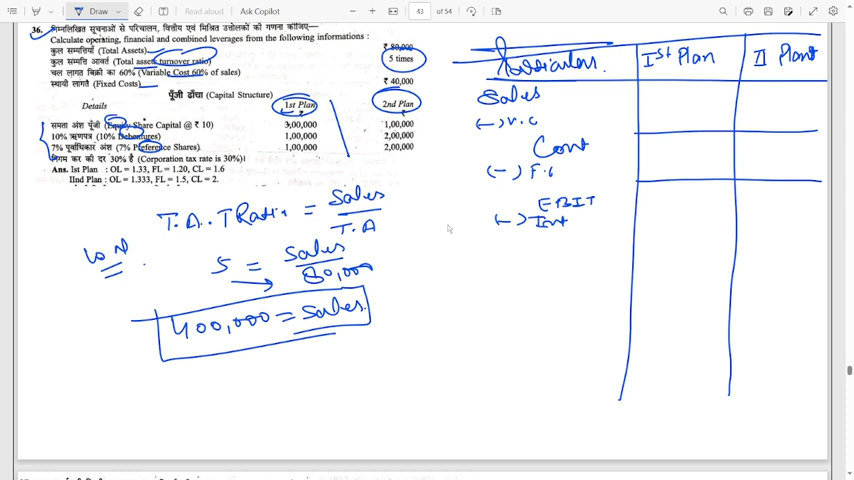 Draw
43
of 54
Read aloud
Ask Copilot
36. निम्नलिखित सूचनाओं से परिचालन, वित्तीय एवं मिश्रित उत्तोलकों की गणना कीजिए—
Calculate operating, financial and combined leverages from the following informations :
कुल सम्पत्तियाँ (Total Assets) ₹ 80,000
कुल सम्पत्ति आवर्त (Total assets turnover ratio) 5 times
चल लागत बिक्री का 60% (Variable Cost 60% of sales)
स्थायी लागतें (Fixed Costs) ₹ 40,000
पूँजी ढाँचा (Capital Structure)
Details 1st Plan 2nd Plan
समता अंश पूँजी (Equity Share Capital @ ₹ 10) 3,00,000 1,00,000
10% ऋणपत्र (10% Debentures) 1,00,000 2,00,000
7% पूर्वाधिकार अंश (7% Preference Shares) 1,00,000 2,00,000
निगम कर की दर 30% है (Corporation tax rate is 30%)।
Ans. 1st Plan : OL = 1.33, FL = 1.20, CL = 1.6
IInd Plan : OL = 1.333, FL = 1.5, CL = 2.
T.A. T Ratio = Sales / T.A
W N
5 = Sales / 80,000
400,000 = Sales.
Particulars. Ist Plan II Plant
Sales
(-) V.C
Cont
(-) F.C
EBIT
(-) Int